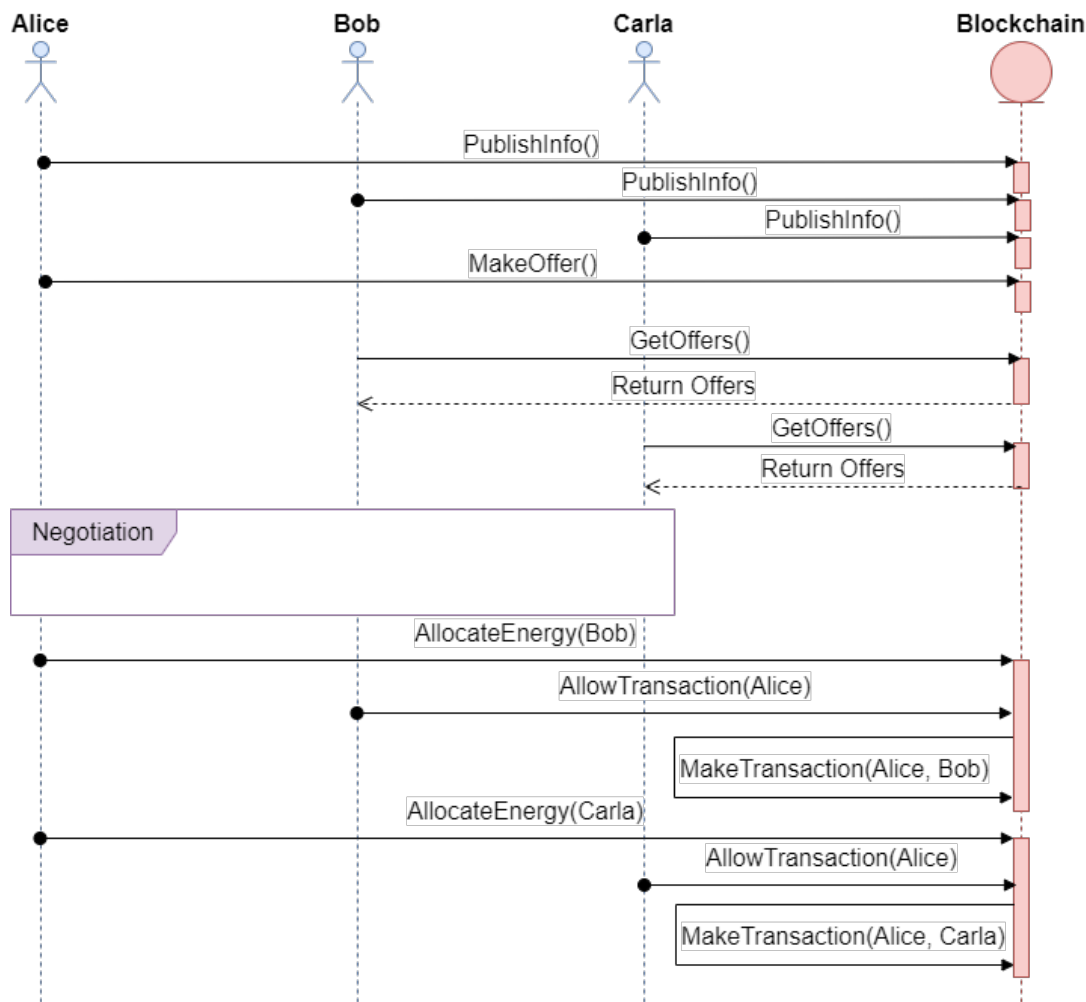 Alice
Bob
Carla
Blockchain
PublishInfo()
PublishInfo()
PublishInfo()
MakeOffer()
GetOffers()
Return Offers
GetOffers()
Return Offers
Negotiation
AllocateEnergy(Bob)
AllowTransaction(Alice)
MakeTransaction(Alice, Bob)
AllocateEnergy(Carla)
AllowTransaction(Alice)
MakeTransaction(Alice, Carla)